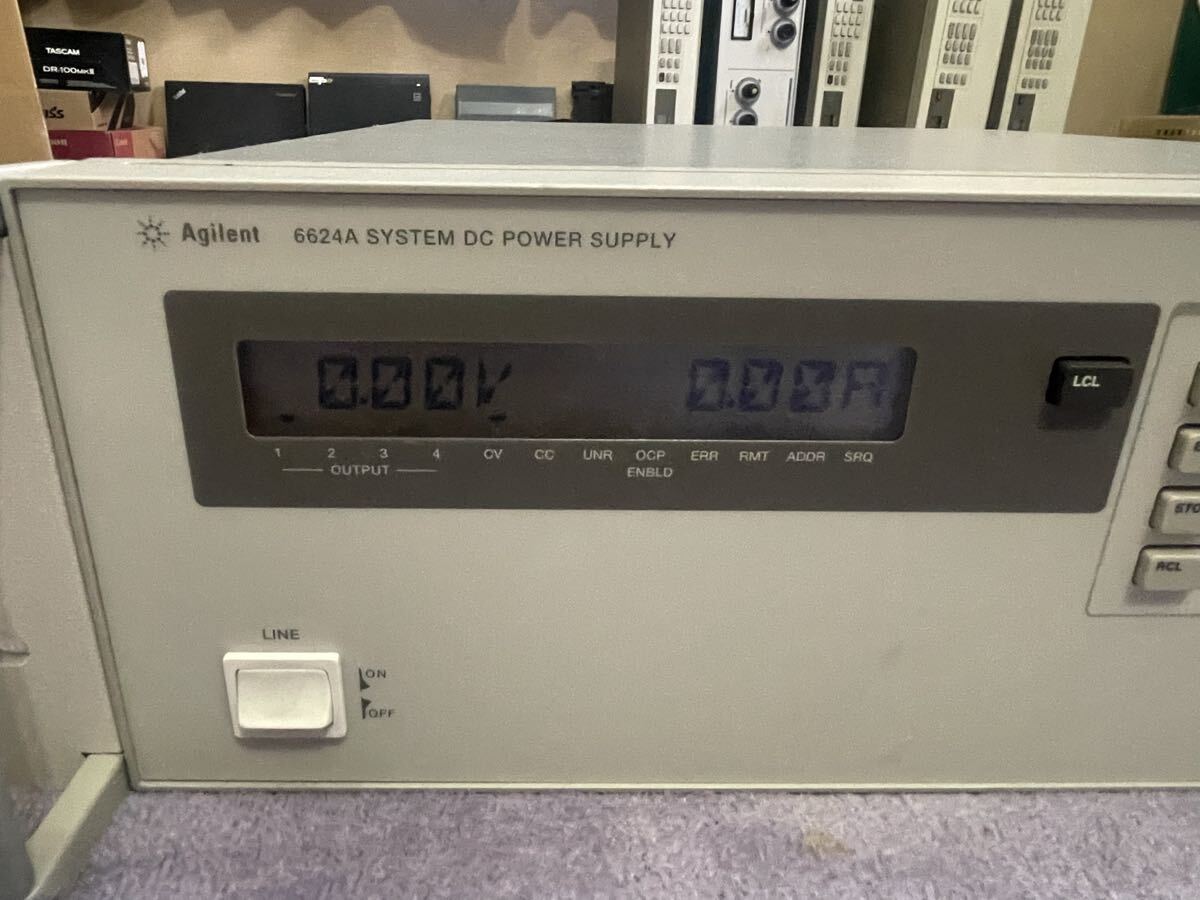 TASCAM
DR-100MKII
Agilent 6624A SYSTEM DC POWER SUPPLY
0.00V 0.00A
LCL
1 2 3 4 CV CC UNR OCP ERR RMT ADDR SRQ
OUTPUT ENBLD
STO
RCL
LINE
ON
OFF